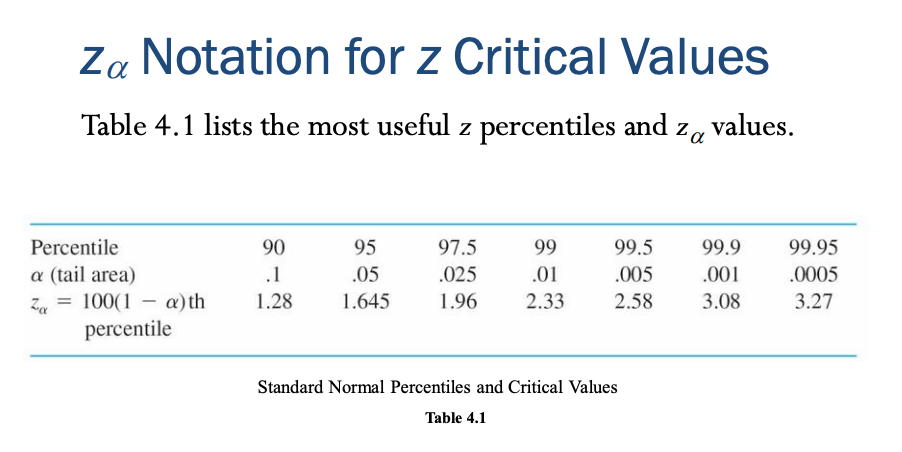 zα Notation for z Critical Values
Table 4.1 lists the most useful z percentiles and zα values.
Percentile 90 95 97.5 99 99.5 99.9 99.95
α (tail area) .1 .05 .025 .01 .005 .001 .0005
zα = 100(1 − α)th 1.28 1.645 1.96 2.33 2.58 3.08 3.27
percentile
Standard Normal Percentiles and Critical Values
Table 4.1